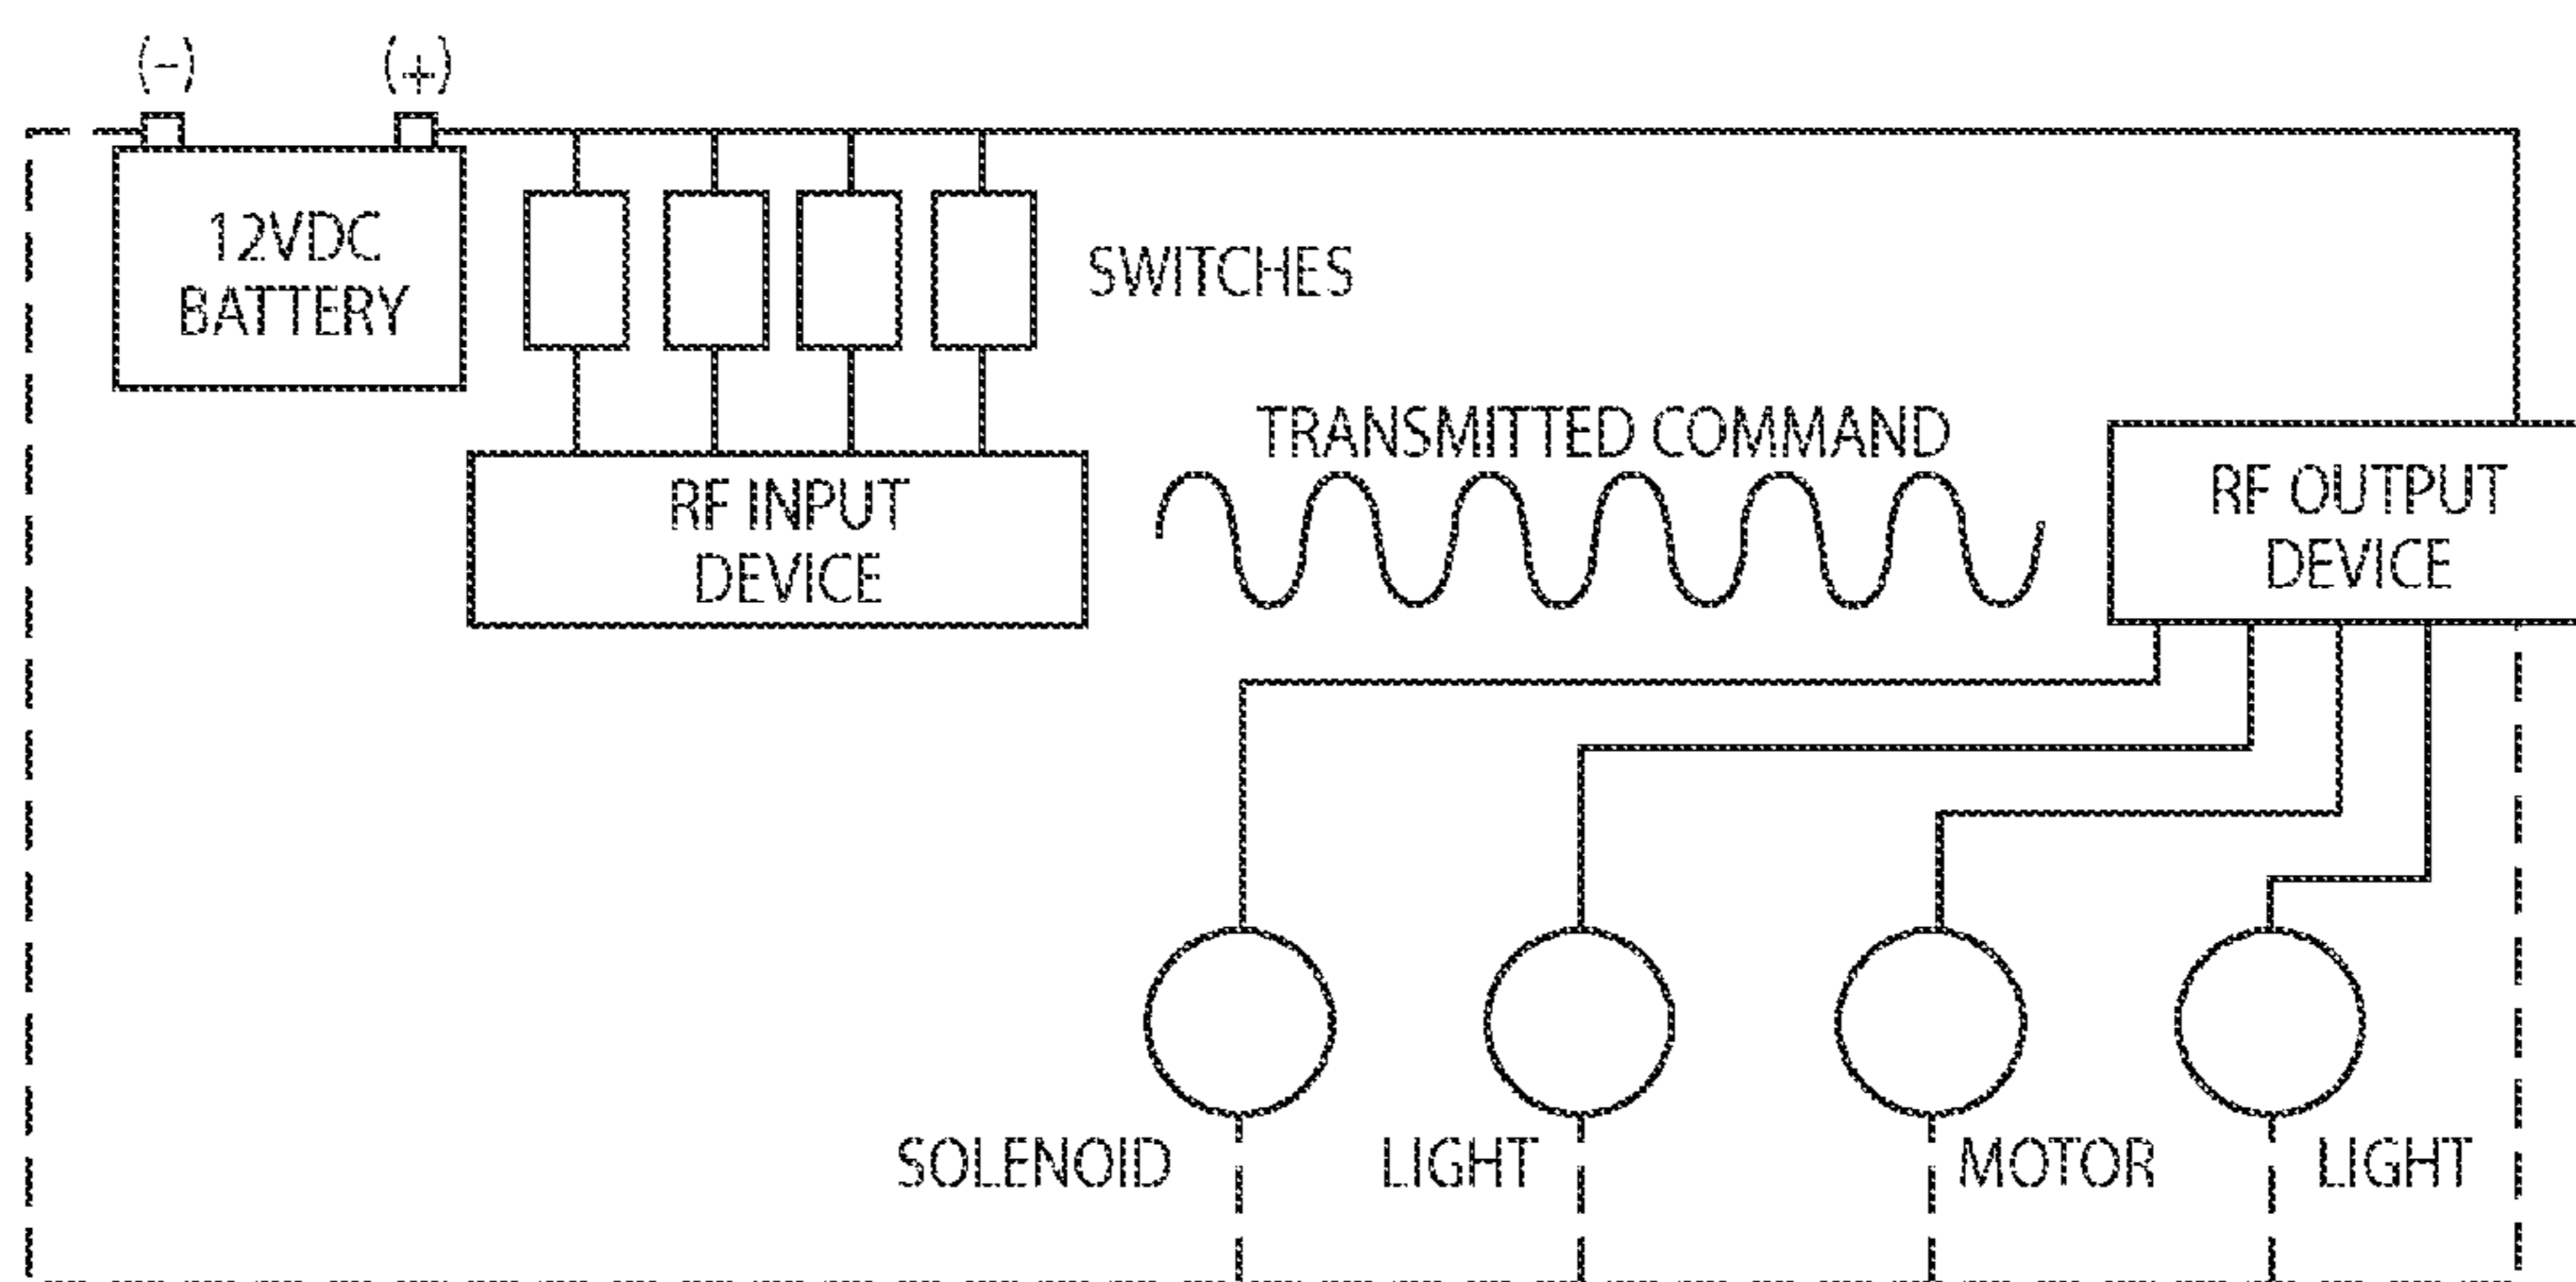 (-)
(+)
12VDC
BATTERY
SWITCHES
TRANSMITTED COMMAND
RF INPUT
DEVICE
RF OUTPUT
DEVICE
SOLENOID
LIGHT
MOTOR
LIGHT